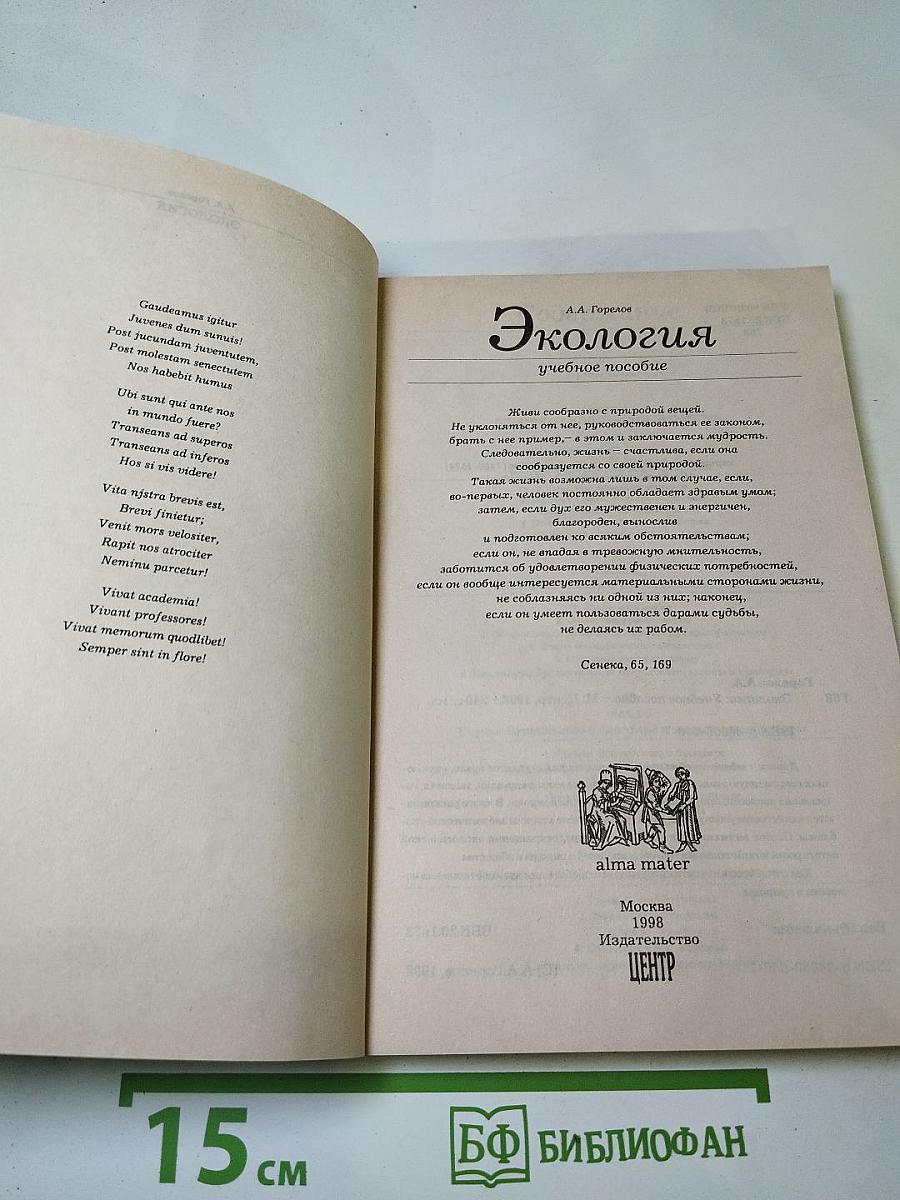 Gaudeamus igitur
Juvenes dum sunuis!
Post jucundam juventutem,
Post molestam senectutem
Nos habebit humus
Ubi sunt qui ante nos
in mundo fuere?
Transeans ad superos
Transeans ad inferos
Hos si vis videre!
Vita njstra brevis est,
Brevi finietur;
Venit mors velositer,
Rapit nos atrociter
Neminu parcetur!
Vivat academia!
Vivant professores!
Vivat memorum quodlibet!
Semper sint in flore!
А.А. Горелов
Экология
учебное пособие
Живи сообразно с природой вещей.
Не уклоняться от нее, руководствоваться ее законом,
брать с нее пример,– в этом и заключается мудрость.
Следовательно, жизнь – счастлива, если она
сообразуется со своей природой.
Такая жизнь возможна лишь в том случае, если,
во-первых, человек постоянно обладает здравым умом;
затем, если дух его мужественен и энергичен,
благороден, вынослив
и подготовлен ко всяким обстоятельствам;
если он, не впадая в тревожную мнительность,
заботится об удовлетворении физических потребностей,
если он вообще интересуется материальными сторонами жизни,
не соблазняясь ни одной из них; наконец,
если он умеет пользоваться дарами судьбы,
не делаясь их рабом.
Сенека, 65, 169
alma mater
Москва
1998
Издательство
ЦЕНТР
15 см
БФ БИБЛИОФАН